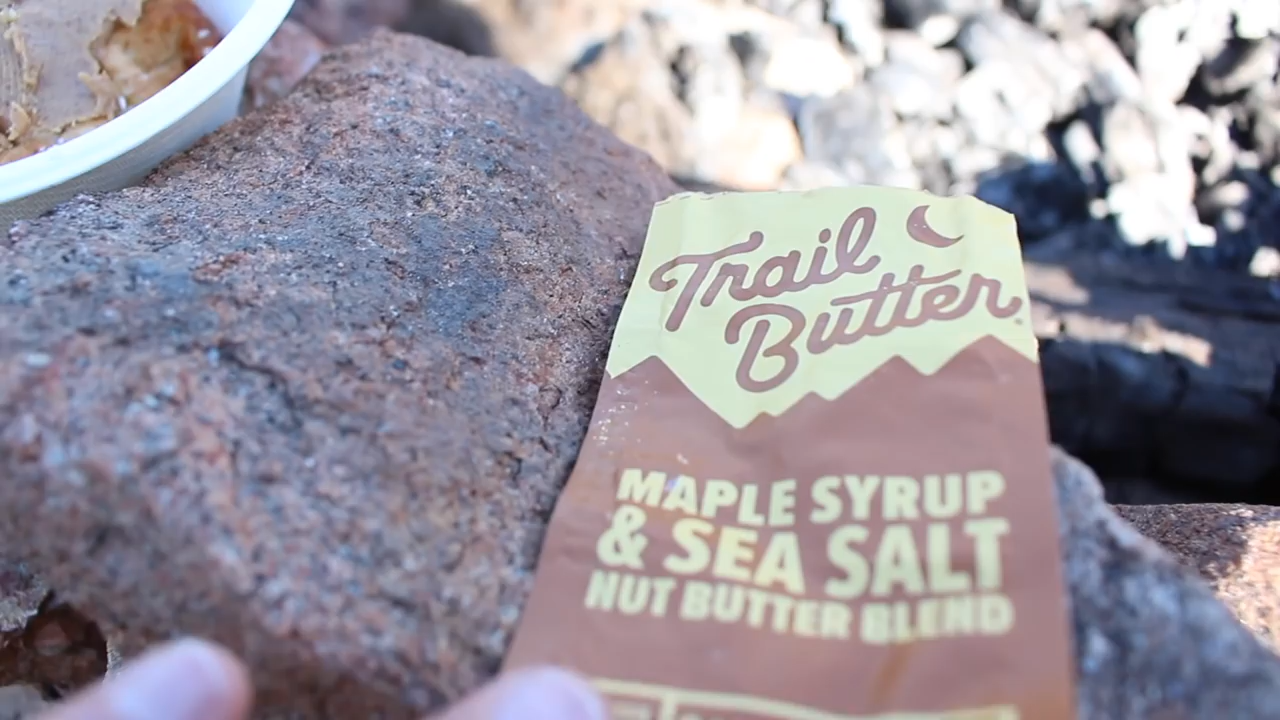 Trail
Butter
MAPLE SYRUP
& SEA SALT
NUT BUTTER BLEND